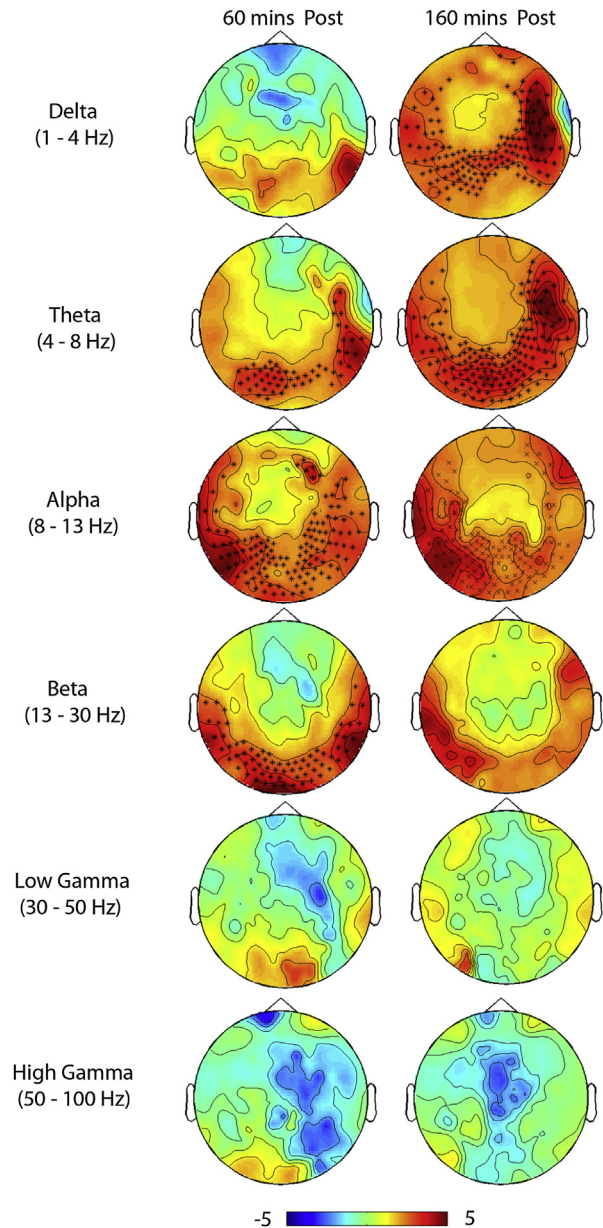 60 mins Post 160 mins Post
Delta
(1 - 4 Hz)
Theta
(4 - 8 Hz)
Alpha
(8 - 13 Hz)
Beta
(13 - 30 Hz)
Low Gamma
(30 - 50 Hz)
High Gamma
(50 - 100 Hz)
-5 5